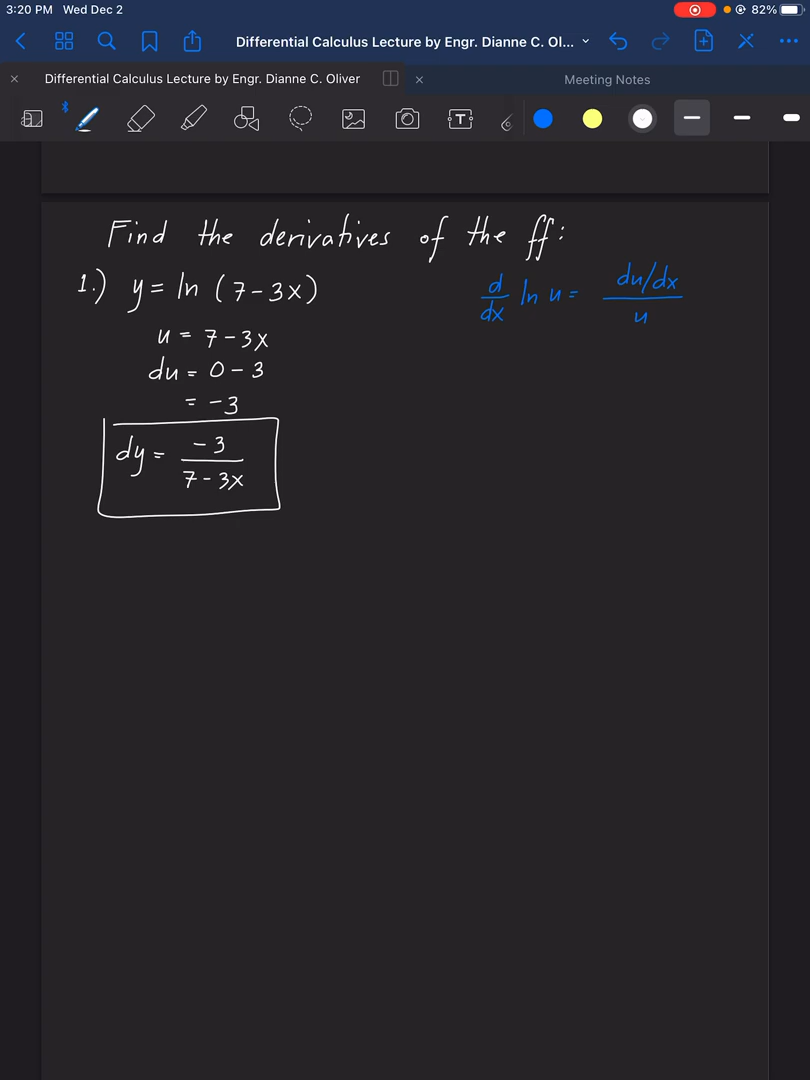 3:20 PM Wed Dec 2
82%
Differential Calculus Lecture by Engr. Dianne C. Ol...
Differential Calculus Lecture by Engr. Dianne C. Oliver
Meeting Notes
T
Find the derivatives of the ff:
1.) y = ln (7-3x)
d/dx ln u = du/dx / u
u = 7-3x
du = 0-3
= -3
dy = -3 / 7-3x